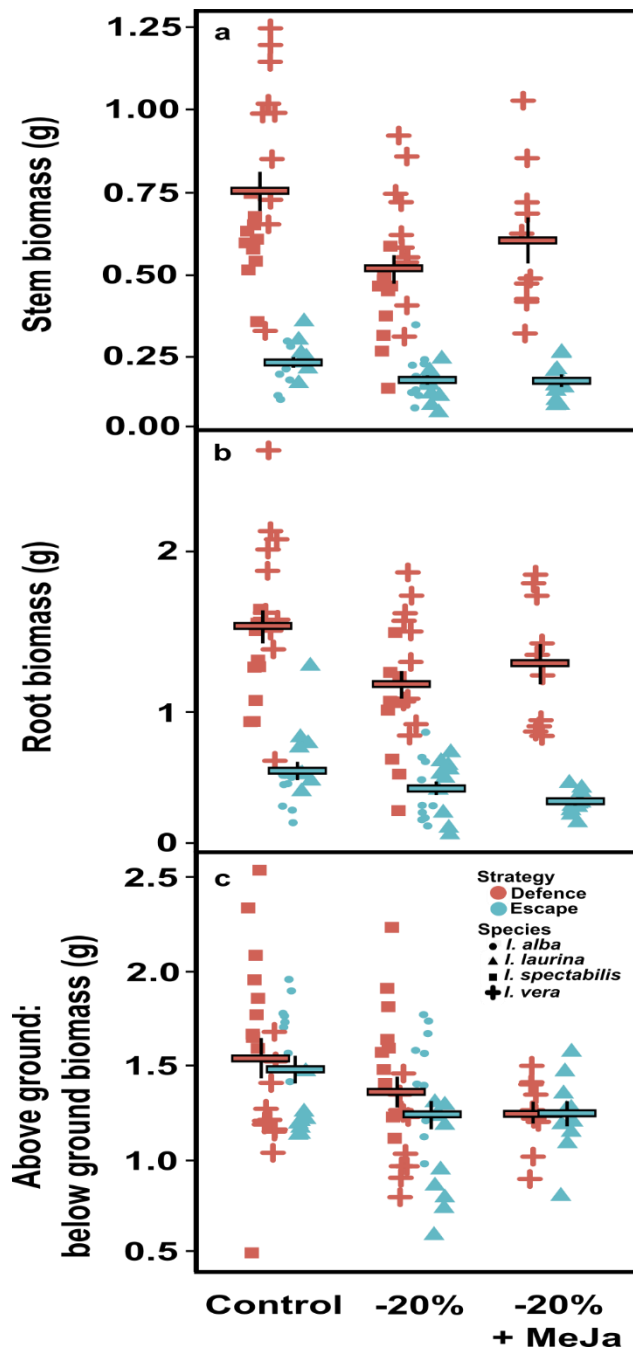 a
Stem biomass (g)
1.25
1.00
0.75
0.50
0.25
0.00
b
Root biomass (g)
2
1
0
c
Above ground:
below ground biomass (g)
2.5
2.0
1.5
1.0
0.5
Strategy
Defence
Escape
Species
I. alba
I. laurina
I. spectabilis
I. vera
Control
-20%
-20%
+ MeJa